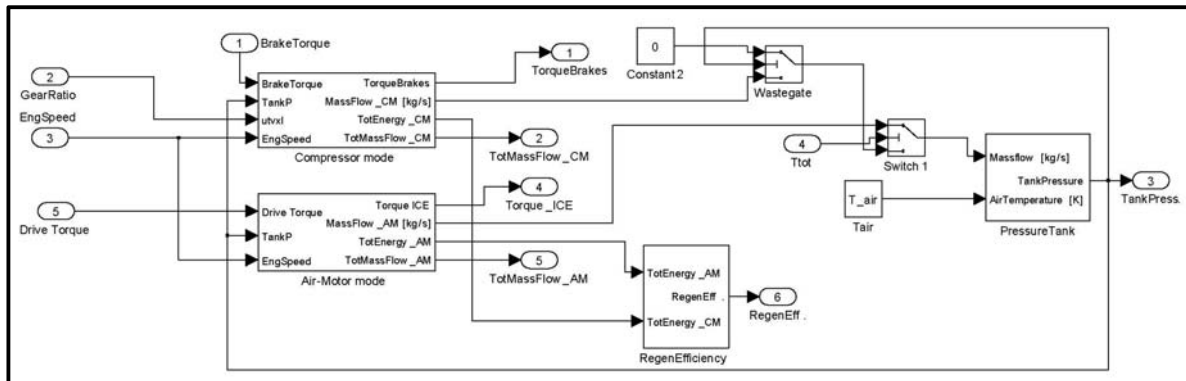 1
BrakeTorque
2
GearRatio
EngSpeed
3
5
Drive Torque
BrakeTorque
TankP
utvxl
EngSpeed
TorqueBrakes
MassFlow _CM [kg/s]
TotEnergy _CM
TotMassFlow _CM
Compressor mode
Drive Torque
TankP
EngSpeed
Torque ICE
MassFlow _AM [kg/s]
TotEnergy _AM
TotMassFlow _AM
Air-Motor mode
1
TorqueBrakes
2
TotMassFlow _CM
4
Torque _ICE
5
TotMassFlow _AM
0
Constant 2
Wastegate
4
Ttot
Switch 1
T_air
Tair
Massflow [kg/s]
TankPressure
AirTemperature [K]
PressureTank
3
TankPress.
TotEnergy _AM
RegenEff .
TotEnergy _CM
RegenEfficiency
6
RegenEff .